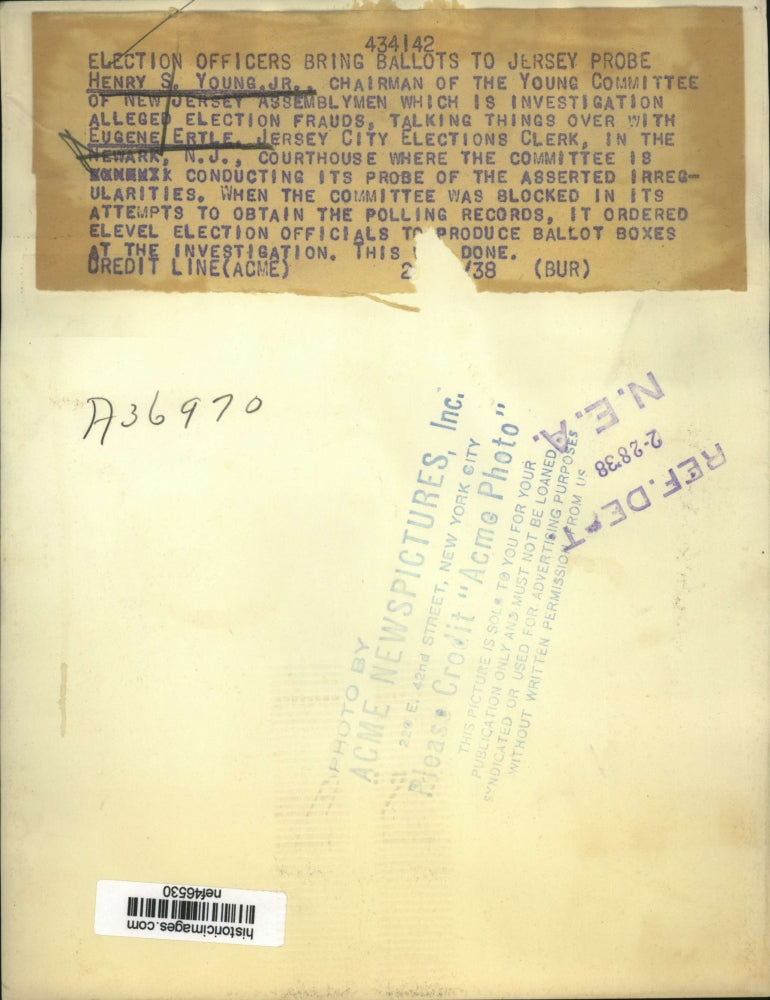 434142
ELECTION OFFICERS BRING BALLOTS TO JERSEY PROBE
HENRY S. YOUNG,JR., CHAIRMAN OF THE YOUNG COMMITTEE
OF NEW JERSEY ASSEMBLYMEN WHICH IS INVESTIGATION
ALLEGED ELECTION FRAUDS, TALKING THINGS OVER WITH
EUGENE ERTLE, JERSEY CITY ELECTIONS CLERK, IN THE
NEWARK, N.J., COURTHOUSE WHERE THE COMMITTEE IS
CONDUCTING ITS PROBE OF THE ASSERTED IRREG-
ULARITIES. WHEN THE COMMITTEE WAS BLOCKED IN ITS
ATTEMPTS TO OBTAIN THE POLLING RECORDS, IT ORDERED
ELEVEL ELECTION OFFICIALS TO PRODUCE BALLOT BOXES
AT THE INVESTIGATION. THIS DONE.
CREDIT LINE(ACME) 2 /38 (BUR)
A36970
PHOTO BY
ACME NEWSPICTURES, Inc.
220 E. 42nd STREET, NEW YORK CITY
Please Credit "Acme Photo"
THIS PICTURE IS SOLD TO YOU FOR YOUR
PUBLICATION ONLY AND MUST NOT BE LOANED,
SYNDICATED OR USED FOR ADVERTISING PURPOSES
WITHOUT WRITTEN PERMISSION FROM US
REF. DEPT
2-28'38
N.E.A.
historicimages.com
nef46530